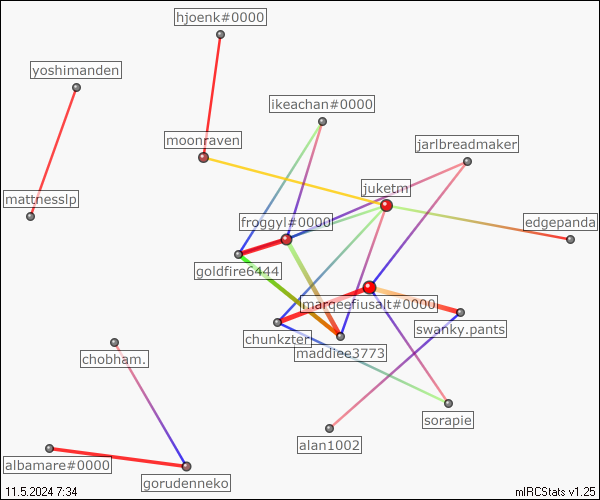 hjoenk#0000
yoshimanden
ikeachan#0000
moonraven
jarlbreadmaker
juketm
mattnesslp
froggyl#0000
edgepanda
goldfire6444
marqeefiusalt#0000
swanky.pants
chunkzter
maddiee3773
chobham.
sorapie
alan1002
albamare#0000
gorudenneko
11.5.2024 7:34
mIRCStats v1.25